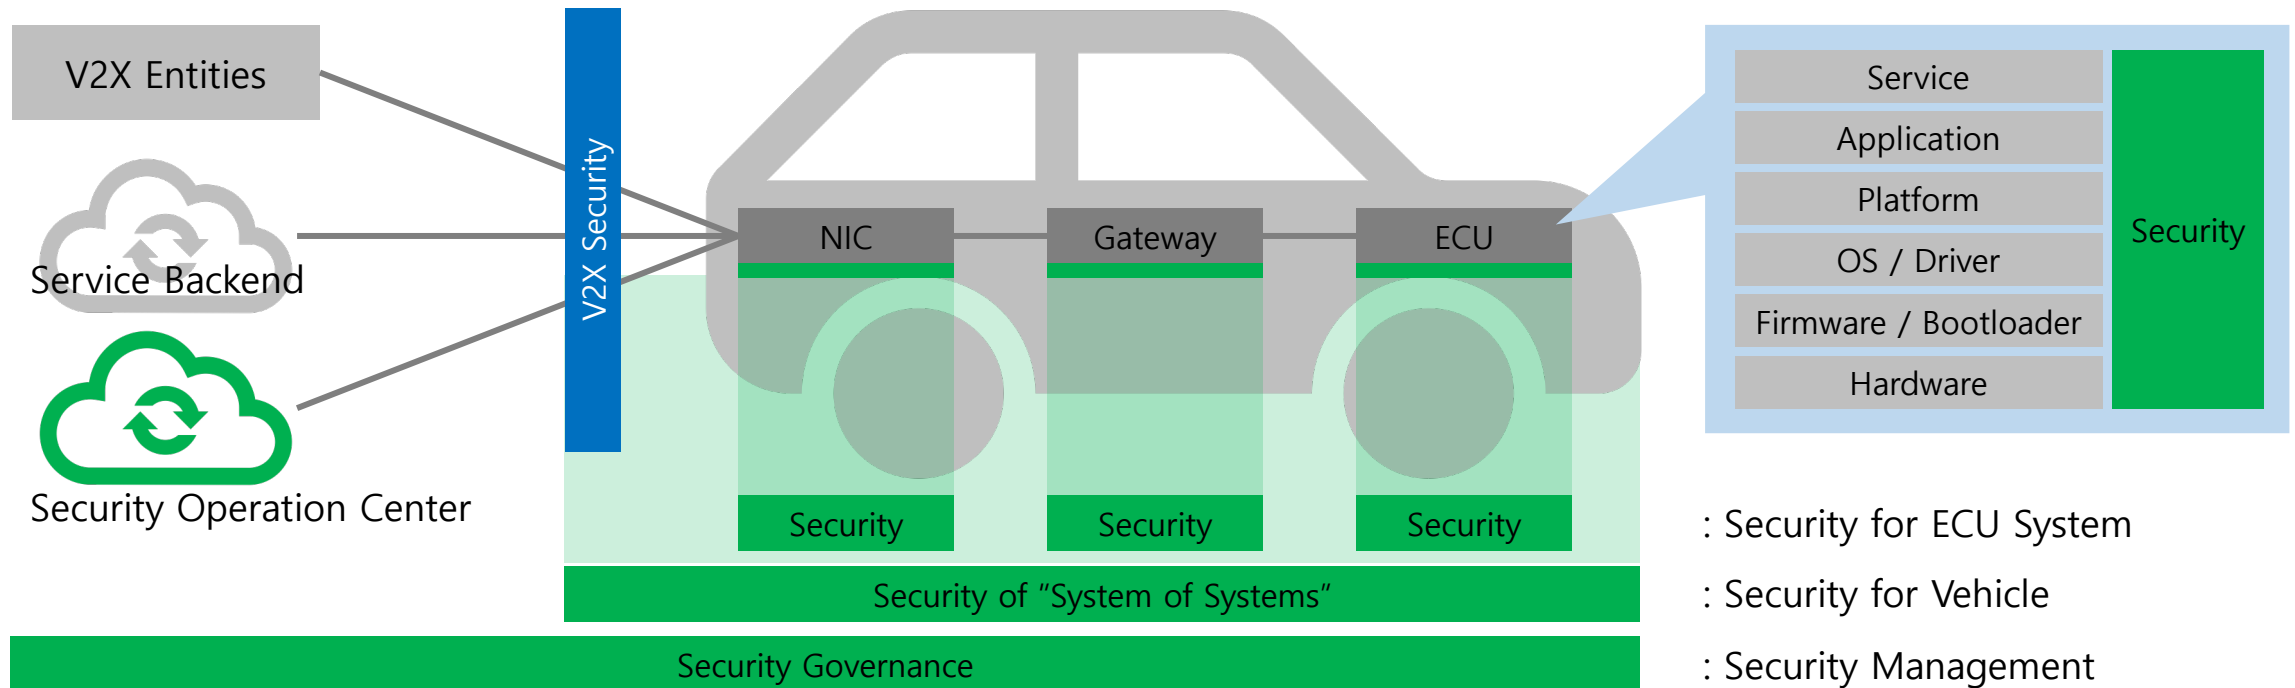 V2X Entities
Service Backend
Security Operation Center
V2X Security
NIC
Gateway
ECU
Security
Security
Security
Service
Application
Platform
OS / Driver
Firmware / Bootloader
Hardware
Security
: Security for ECU System
Security of "System of Systems"
: Security for Vehicle
Security Governance
: Security Management